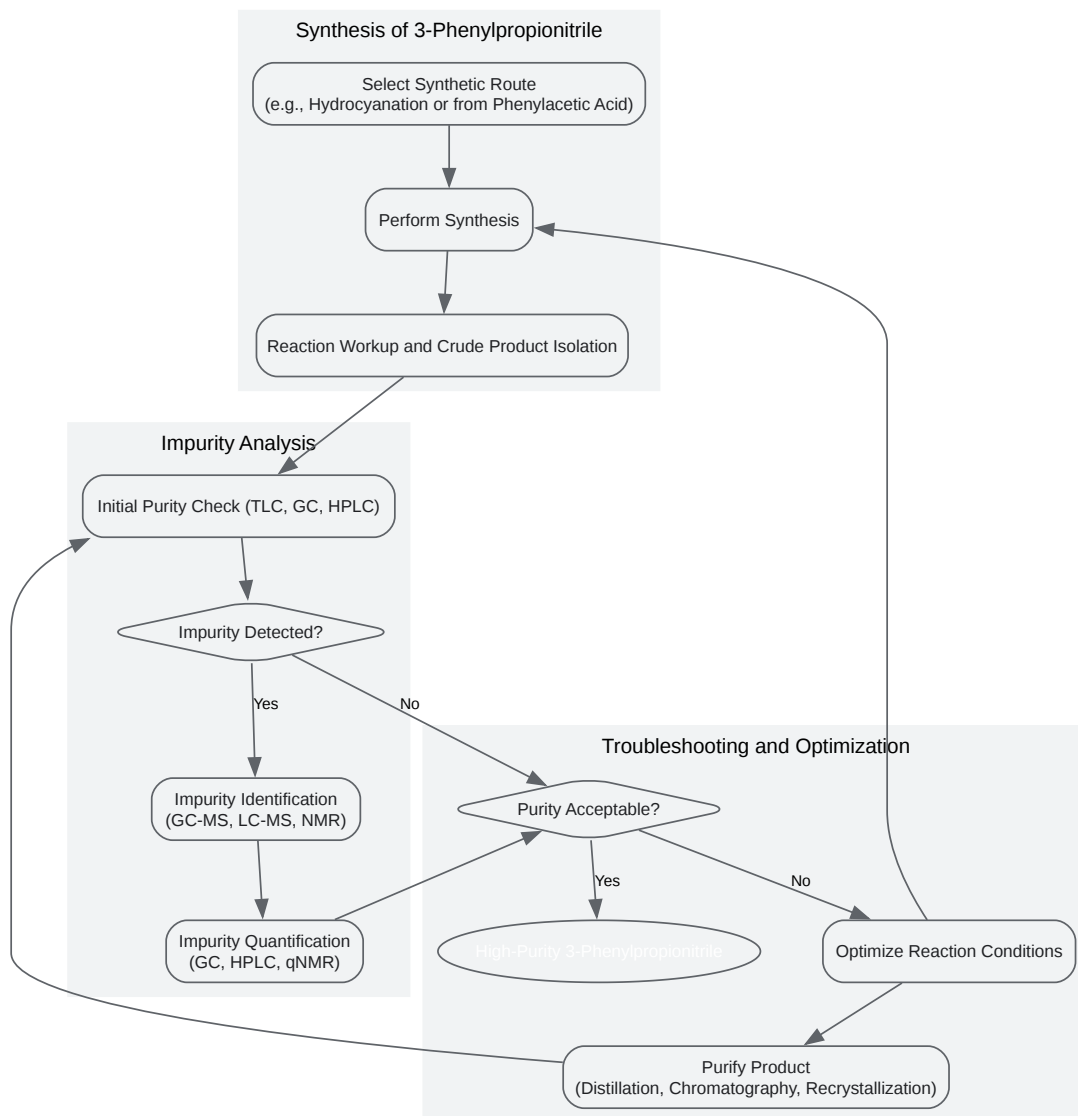 Synthesis of 3-Phenylpropionitrile
Select Synthetic Route
(e.g., Hydrocyanation or from Phenylacetic Acid)
Perform Synthesis
Reaction Workup and Crude Product Isolation
Impurity Analysis
Initial Purity Check (TLC, GC, HPLC)
Impurity Detected?
Yes
No
Impurity Identification
(GC-MS, LC-MS, NMR)
Impurity Quantification
(GC, HPLC, qNMR)
Troubleshooting and Optimization
Purity Acceptable?
Yes
No
High-Purity 3-Phenylpropionitrile
Optimize Reaction Conditions
Purify Product
(Distillation, Chromatography, Recrystallization)